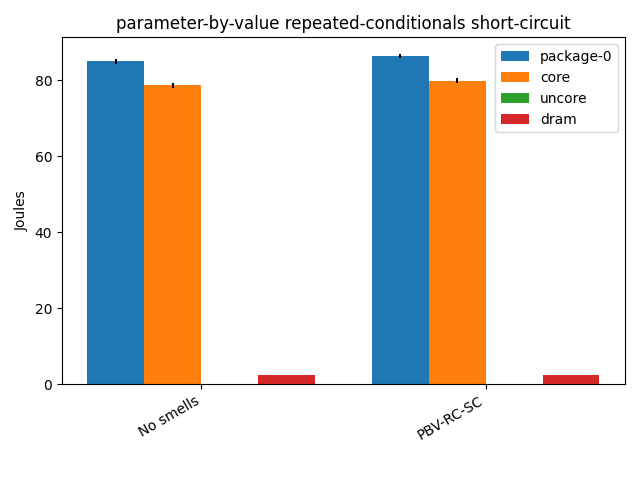 parameter-by-value repeated-conditionals short-circuit
package-0
core
uncore
dram
Joules
80
60
40
20
0
No smells
PBV-RC-SC